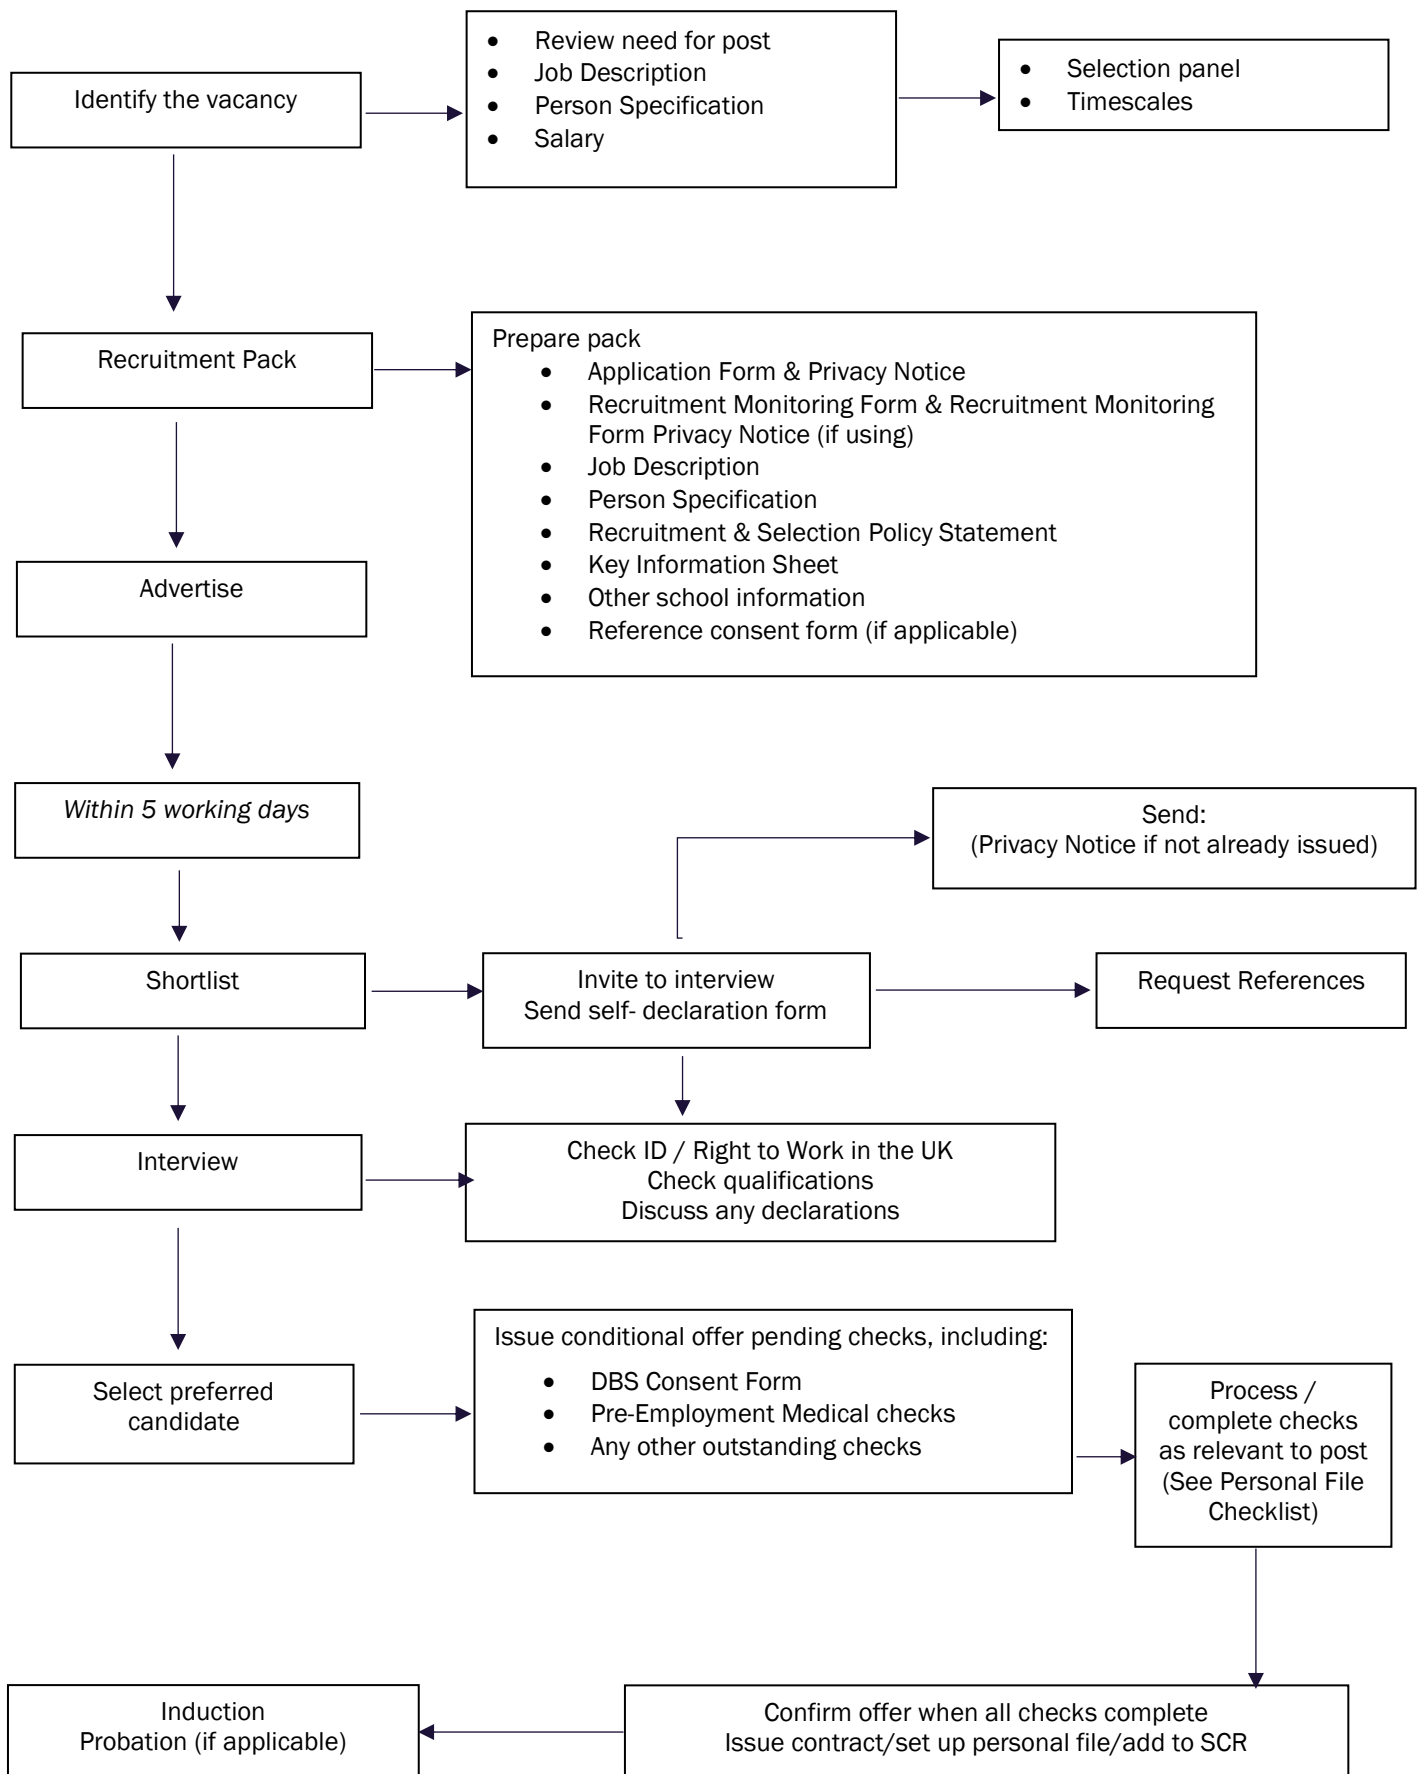 Identify the vacancy
• Review need for post
• Job Description
• Person Specification
• Salary
• Selection panel
• Timescales
Recruitment Pack
Prepare pack
• Application Form & Privacy Notice
• Recruitment Monitoring Form & Recruitment Monitoring
Form Privacy Notice (if using)
• Job Description
• Person Specification
• Recruitment & Selection Policy Statement
• Key Information Sheet
• Other school information
• Reference consent form (if applicable)
Advertise
Within 5 working days
Send:
(Privacy Notice if not already issued)
Shortlist
Invite to interview
Send self- declaration form
Request References
Interview
Check ID / Right to Work in the UK
Check qualifications
Discuss any declarations
Select preferred
candidate
Issue conditional offer pending checks, including:
• DBS Consent Form
• Pre-Employment Medical checks
• Any other outstanding checks
Process /
complete checks
as relevant to post
(See Personal File
Checklist)
Induction
Probation (if applicable)
Confirm offer when all checks complete
Issue contract/set up personal file/add to SCR